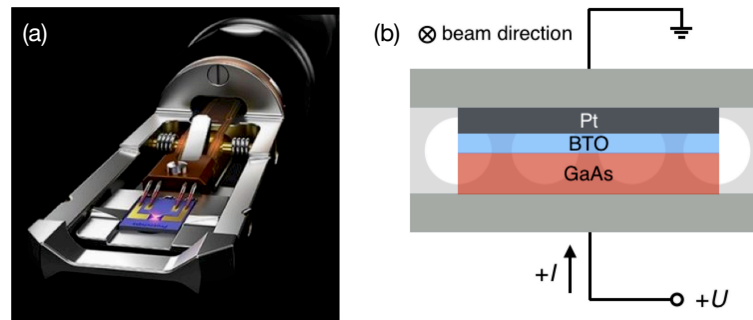 (a)
(b)
⊗ beam direction
Pt
BTO
GaAs
+I
+U